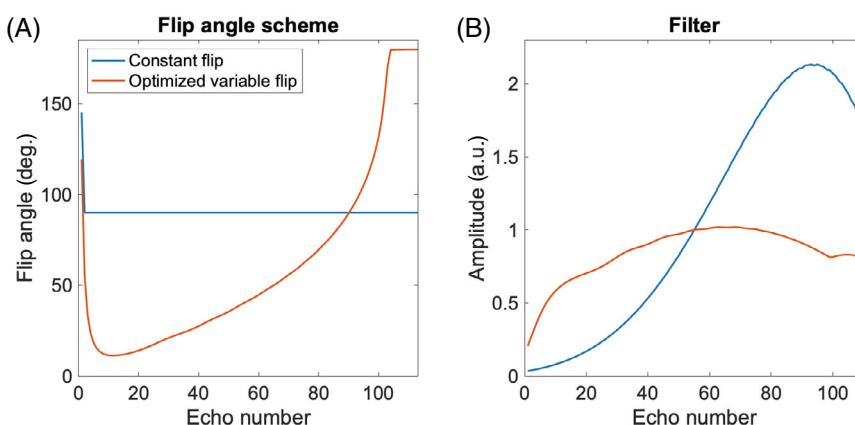 (A)
Flip angle scheme
Constant flip
Optimized variable flip
Flip angle (deg.)
150
100
50
0
0 20 40 60 80 100
Echo number
(B)
Filter
Amplitude (a.u.)
2
1.5
1
0.5
0
0 20 40 60 80 100
Echo number